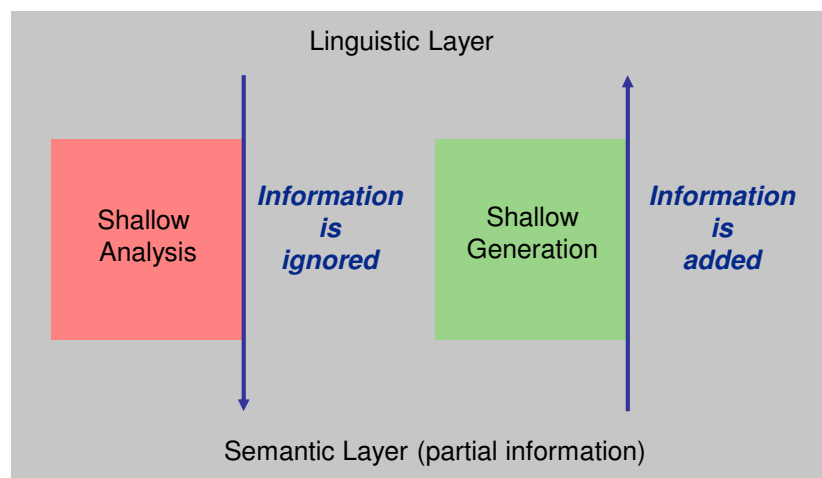 Linguistic Layer
Shallow
Analysis
Information
is
ignored
Shallow
Generation
Information
is
added
Semantic Layer (partial information)